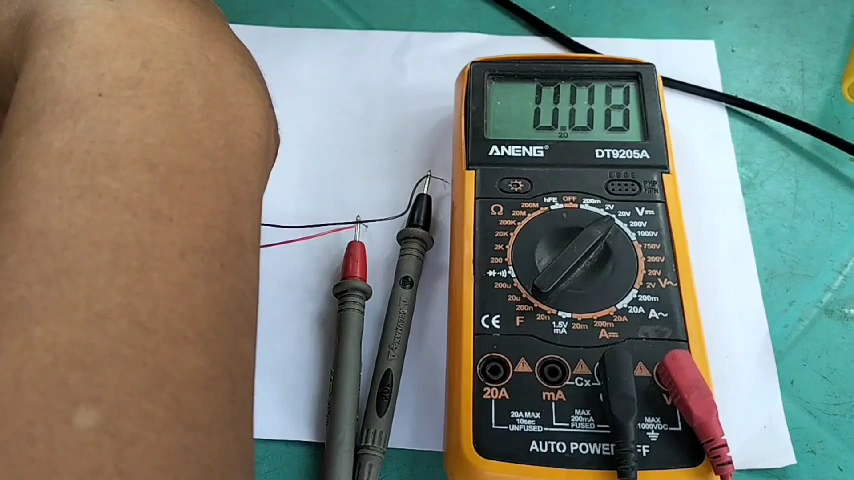 0.08
20
ANENG®
DT9205A
hFE OFF 200m
2V
20V
V
200V
1000V
750V
200V
20V
2V V~
200m
20A A~
20A
200m
A
20m
1.5V
mA
20n
200n
F
20u
200u
200
2K
20K
200K
20M
200M
Ω
CE
20A
mA
Cx
20A MAX
10sec
UNFUSED
MAX
200mA
FUSED
MAX
1000VDC
AUTO POWER OFF